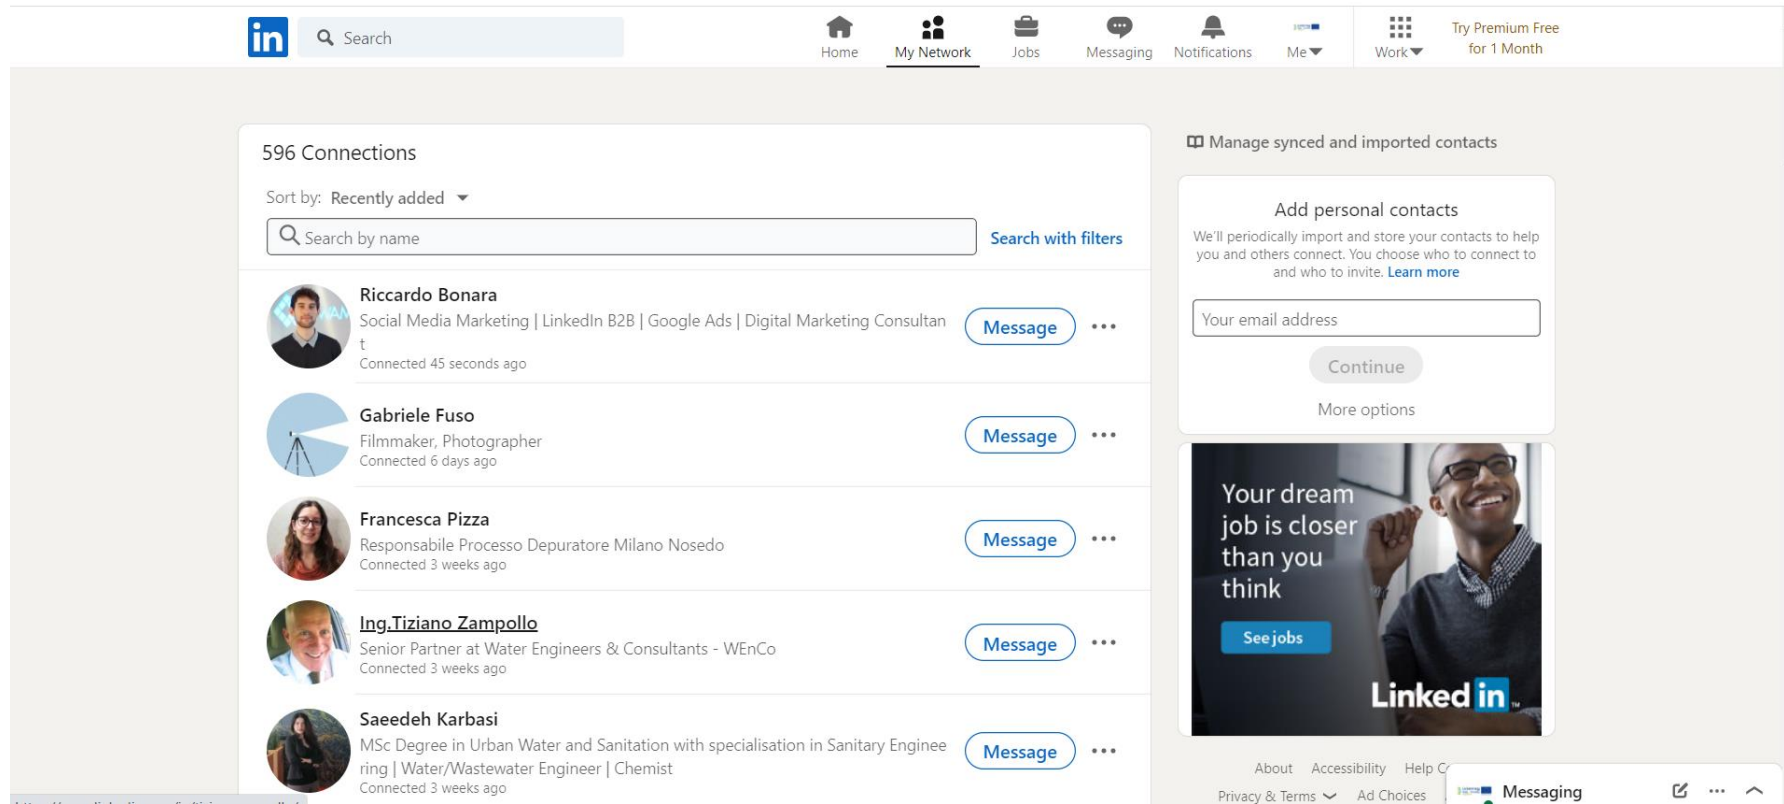 in
Search
Home
My Network
Jobs
Messaging
Notifications
Me
Work
Try Premium Free
for 1 Month
596 Connections
Sort by: Recently added
Search by name
Search with filters
Riccardo Bonara
Social Media Marketing | LinkedIn B2B | Google Ads | Digital Marketing Consultan
t
Connected 45 seconds ago
Message
Gabriele Fuso
Filmmaker, Photographer
Connected 6 days ago
Message
Francesca Pizza
Responsabile Processo Depuratore Milano Nosedo
Connected 3 weeks ago
Message
Ing.Tiziano Zampollo
Senior Partner at Water Engineers & Consultants - WEnCo
Connected 3 weeks ago
Message
Saeedeh Karbasi
MSc Degree in Urban Water and Sanitation with specialisation in Sanitary Enginee
ring | Water/Wastewater Engineer | Chemist
Connected 3 weeks ago
Message
Manage synced and imported contacts
Add personal contacts
We'll periodically import and store your contacts to help
you and others connect. You choose who to connect to
and who to invite. Learn more
Your email address
Continue
More options
Your dream
job is closer
than you
think
See jobs
Linked in
About Accessibility Help
Privacy & Terms Ad Choices
Messaging